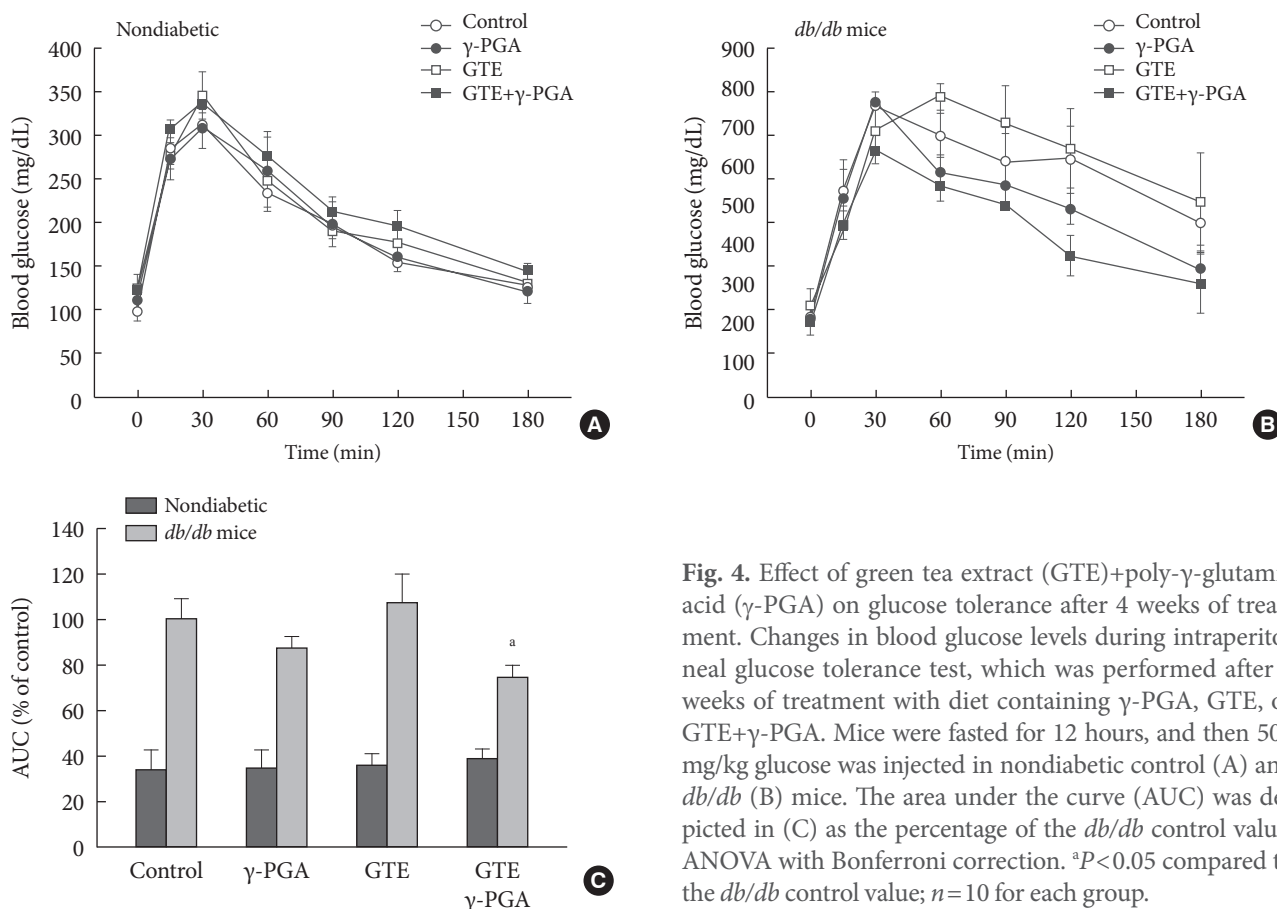 Nondiabetic
Control
γ-PGA
GTE
GTE+γ-PGA
400
350
300
250
200
150
100
50
0
Blood glucose (mg/dL)
0 30 60 90 120 150 180
Time (min)
A
db/db mice
Control
γ-PGA
GTE
GTE+γ-PGA
900
800
700
600
500
400
300
200
100
0
Blood glucose (mg/dL)
0 30 60 90 120 150 180
Time (min)
B
Nondiabetic
db/db mice
140
120
100
80
60
40
20
0
AUC (% of control)
a
Control γ-PGA GTE GTE
γ-PGA
C
Fig. 4. Effect of green tea extract (GTE)+poly-γ-glutami
acid (γ-PGA) on glucose tolerance after 4 weeks of trea
ment. Changes in blood glucose levels during intraperito
neal glucose tolerance test, which was performed after
weeks of treatment with diet containing γ-PGA, GTE, o
GTE+γ-PGA. Mice were fasted for 12 hours, and then 50
mg/kg glucose was injected in nondiabetic control (A) an
db/db (B) mice. The area under the curve (AUC) was de
picted in (C) as the percentage of the db/db control valu
ANOVA with Bonferroni correction. ᵃP<0.05 compared t
the db/db control value; n=10 for each group.